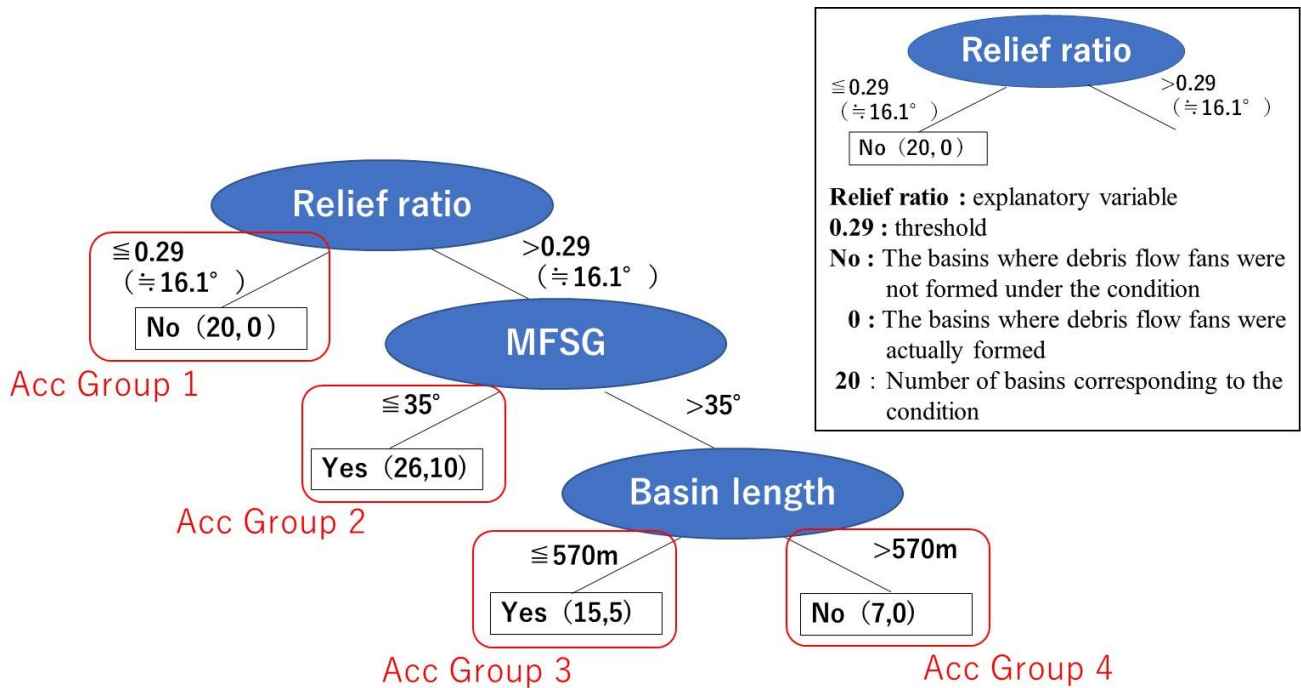 Relief ratio
≦0.29
（≒16.1°）
>0.29
（≒16.1°）
No（20,0）
Acc Group 1
MFSG
≦35°
>35°
Yes（26,10）
Acc Group 2
Basin length
≦570m
>570m
Yes（15,5）
No（7,0）
Acc Group 3
Acc Group 4
Relief ratio
≦0.29
（≒16.1°）
>0.29
（≒16.1°）
No（20,0）
Relief ratio : explanatory variable
0.29 : threshold
No : The basins where debris flow fans were
not formed under the condition
0 : The basins where debris flow fans were
actually formed
20 : Number of basins corresponding to the
condition